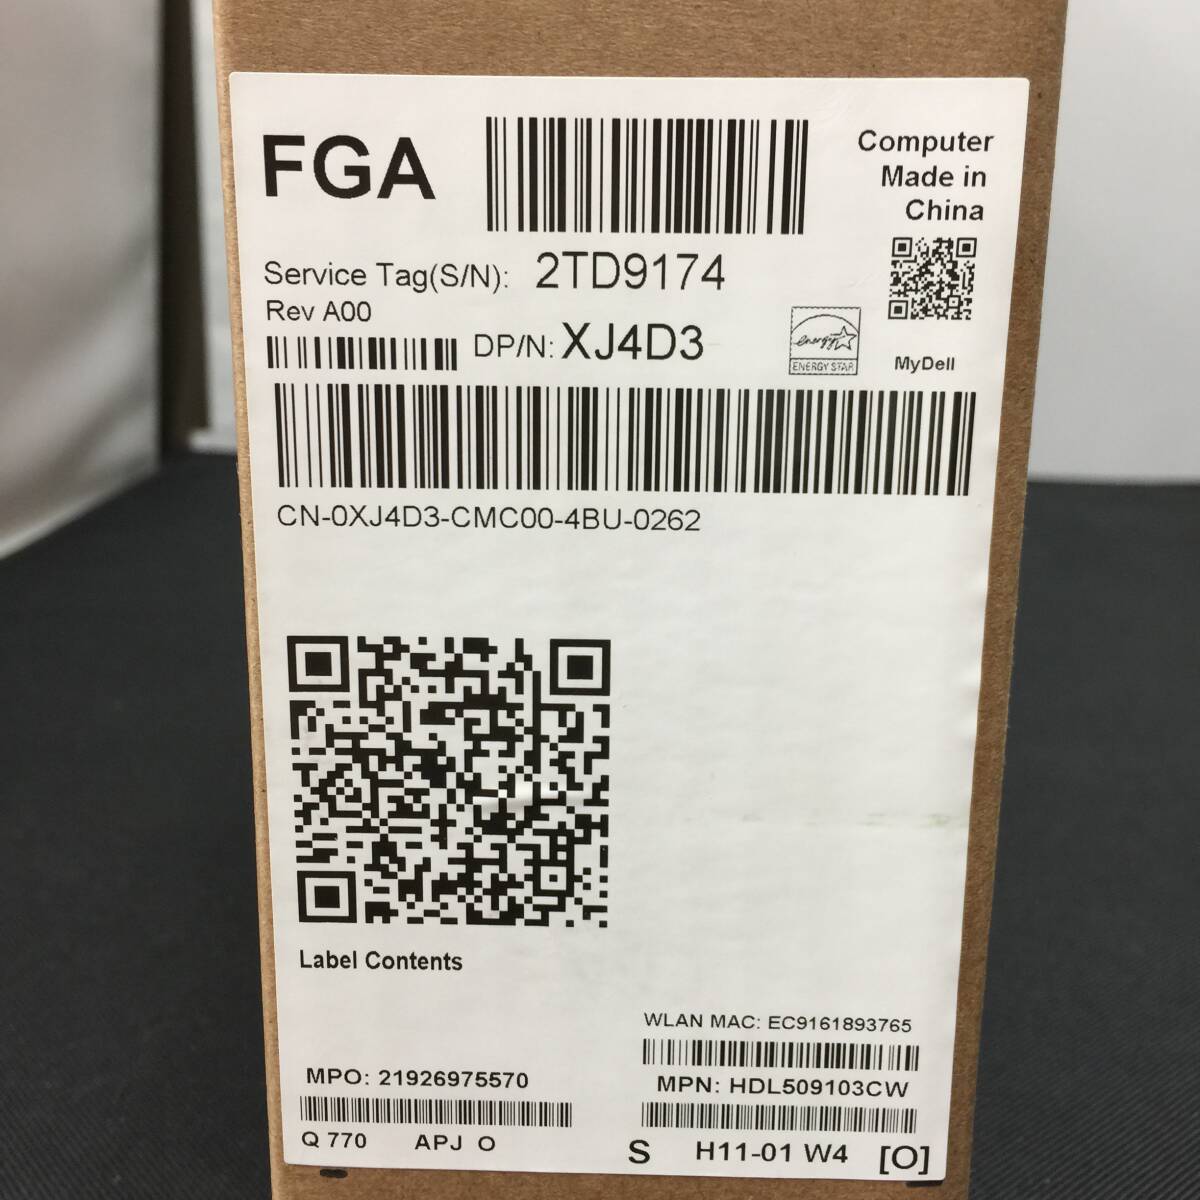 FGA
Computer
Made in
China
Service Tag(S/N): 2TD9174
Rev A00
DP/N: XJ4D3
energy
ENERGY STAR
MyDell
CN-0XJ4D3-CMC00-4BU-0262
Label Contents
WLAN MAC: EC9161893765
MPO: 21926975570
MPN: HDL509103CW
Q 770 APJ O
S H11-01 W4 [O]